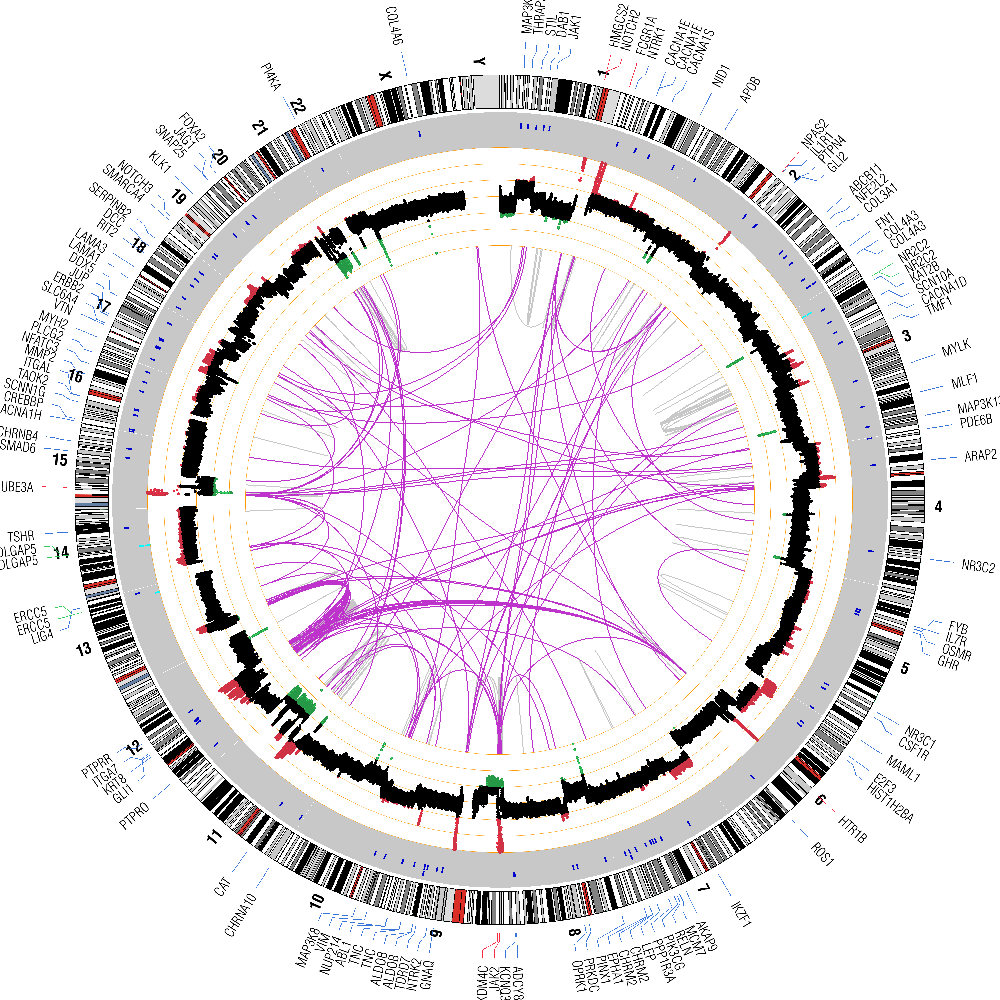 STIL
DAB1
JAK1
1
HMGCS2
NOTCH2
FCGR1A
NTRK1
CACNA1E
CACNA1E
CACNA1S
NID1
APOB
2
NPAS2
IL1R1
PTPN4
GLI2
ABCB11
NFE2L2
COL3A1
FN1
COL4A3
COL4A3
NR2C2
NR2C2
KAT2B
SCN10A
CACNA1D
TMF1
3
MYLK
MLF1
MAP3K13
PDE6B
ARAP2
4
NR3C2
FYB
IL7R
OSMR
GHR
5
NR3C1
CSF1R
MAML1
E2F3
HIST1H2BA
6
HTR1B
ROS1
IKZF1
7
AKAP9
MCM7
RELN
PIK3CG
PPP1R3A
LEP
CHRM2
CHRM2
EPHA1
PINX1
PRKDC
OPRK1
8
ADCY8
KCNQ3
JAK2
KDM4C
9
GNAQ
NTRK2
TDRD7
ALDOB
ALDOB
TNC
TNC
ABL1
NUP214
VIM
MAP3K8
10
CHRNA10
CAT
11
PTPRO
GLI1
KRT8
ITGA7
PTPRR
12
13
LIG4
ERCC5
ERCC5
DLGAP5
DLGAP5
14
TSHR
UBE3A
15
SMAD6
CHRNB4
ACNA1H
CREBBP
SCNN1G
TAOK2
ITGAL
16
MMP2
NFATC3
PLCG2
MYH2
VTN
SLC6A4
ERBB2
17
JUP
DDX5
LAMA1
LAMA3
RIT2
DCC
18
SERPINB2
SMARCA4
NOTCH3
19
KLK1
SNAP25
JAG1
FOXA2
20
21
22
PI4KA
X
COL4A6
Y